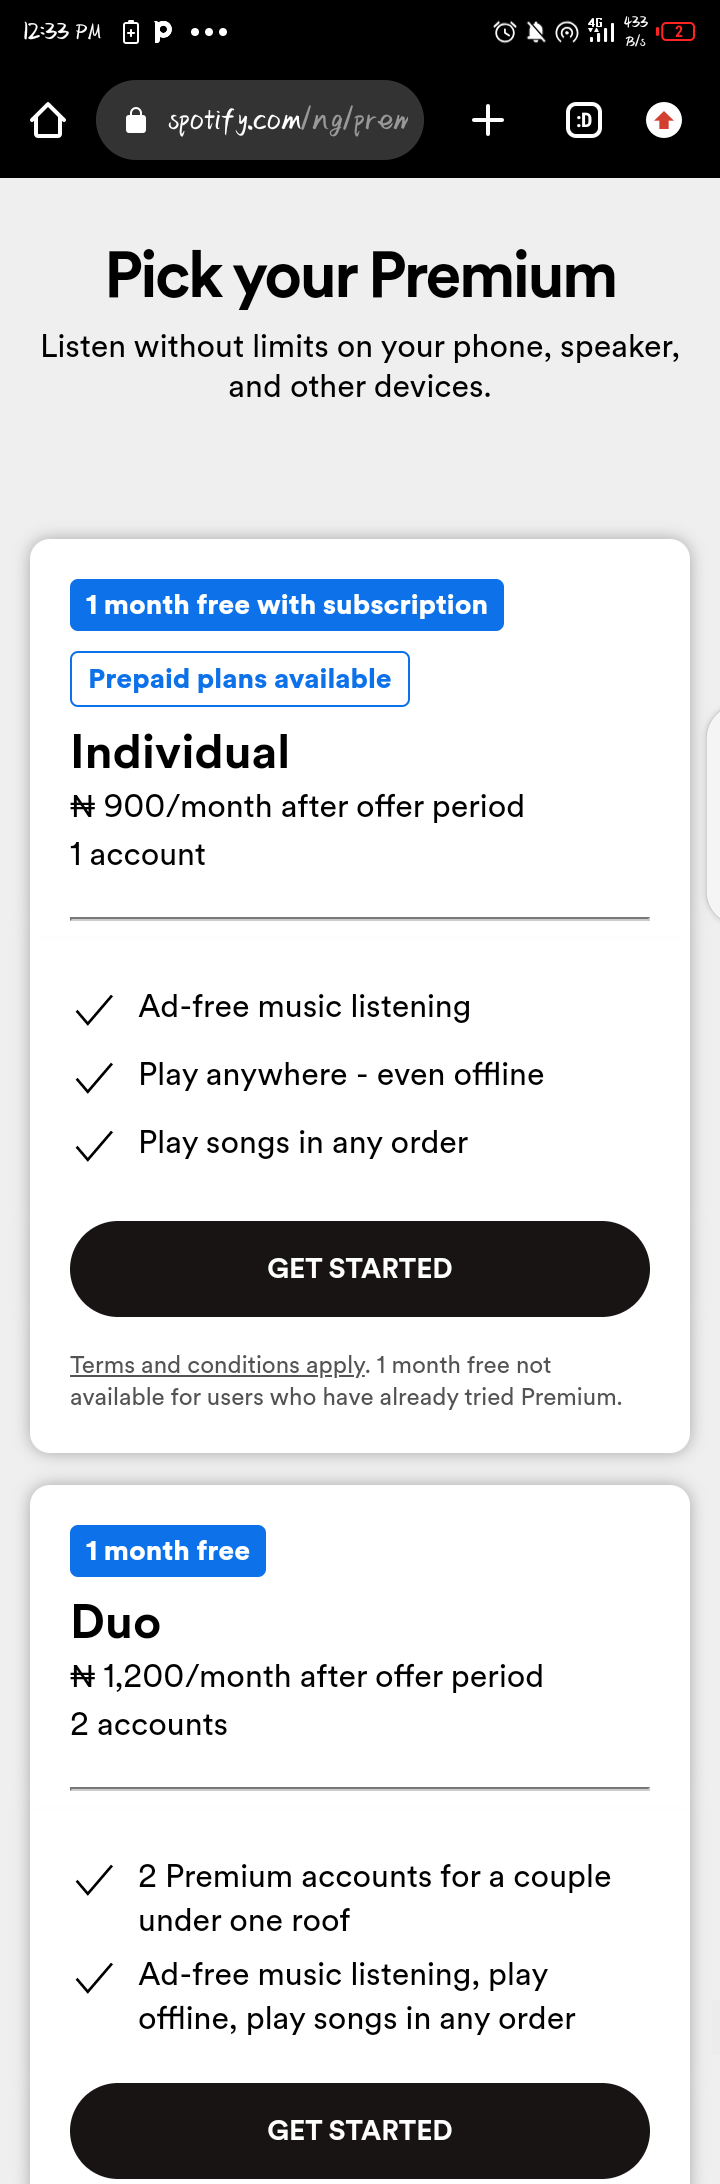 12:33 PM
4G
433
B/s
2
spotify.com/ng/prem
:D
Pick your Premium
Listen without limits on your phone, speaker,
and other devices.
1 month free with subscription
Prepaid plans available
Individual
₦ 900/month after offer period
1 account
Ad-free music listening
Play anywhere - even offline
Play songs in any order
GET STARTED
Terms and conditions apply. 1 month free not
available for users who have already tried Premium.
1 month free
Duo
₦ 1,200/month after offer period
2 accounts
2 Premium accounts for a couple
under one roof
Ad-free music listening, play
offline, play songs in any order
GET STARTED